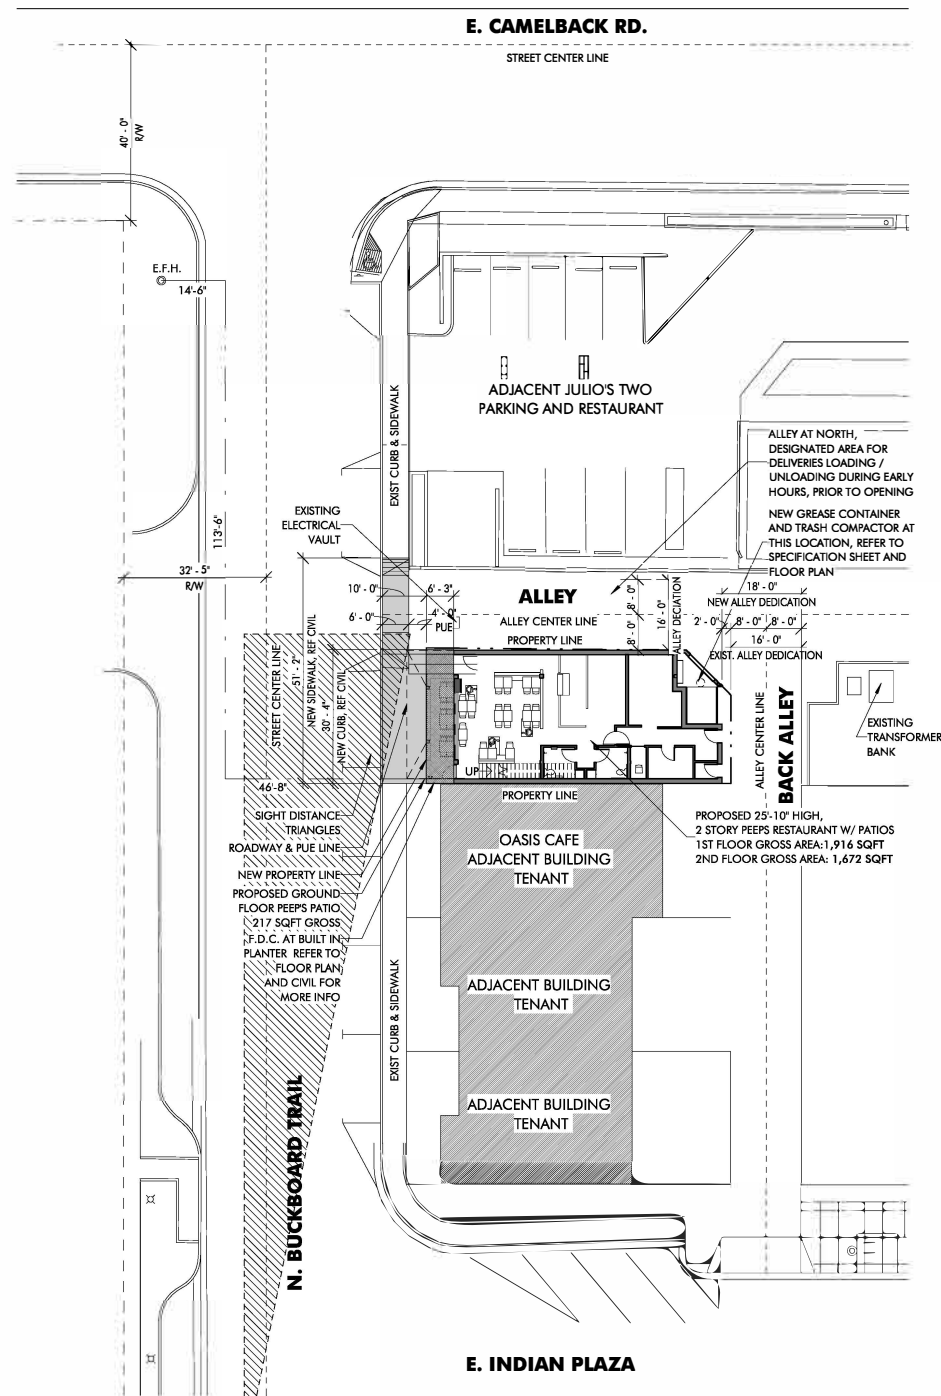 E. CAMELBACK RD.
STREET CENTER LINE
40' - 0"
R/W
E.F.H.
14'-6"
113'-6"
EXIST CURB & SIDEWALK
ADJACENT JULIO'S TWO
PARKING AND RESTAURANT
ALLEY AT NORTH,
DESIGNATED AREA FOR
DELIVERIES LOADING /
UNLOADING DURING EARLY
HOURS, PRIOR TO OPENING
NEW GREASE CONTAINER
AND TRASH COMPACTOR AT
THIS LOCATION, REFER TO
SPECIFICATION SHEET AND
FLOOR PLAN
EXISTING
ELECTRICAL
VAULT
32' - 5"
R/W
10' - 0"
6' - 3"
6' - 0"
4' - 0"
PUE
ALLEY
ALLEY CENTER LINE
PROPERTY LINE
8' - 0"
8' - 0"
16' - 0"
ALLEY DECIATION
18' - 0"
NEW ALLEY DEDICATION
2' - 0"
8' - 0"
8' - 0"
16' - 0"
EXIST. ALLEY DEDICATION
STREET CENTER LINE
51' - 2"
NEW SIDEWALK, REF CIVIL
30' - 4"
NEW CURB, REF CIVIL
46'-8"
UP
ALLEY CENTER LINE
BACK ALLEY
EXISTING
TRANSFORMER
BANK
PROPERTY LINE
SIGHT DISTANCE
TRIANGLES
ROADWAY & PUE LINE
NEW PROPERTY LINE
PROPOSED GROUND
FLOOR PEEP'S PATIO
217 SQFT GROSS
F.D.C. AT BUILT IN
PLANTER REFER TO
FLOOR PLAN
AND CIVIL FOR
MORE INFO
OASIS CAFE
ADJACENT BUILDING
TENANT
PROPOSED 25'-10" HIGH,
2 STORY PEEPS RESTAURANT W/ PATIOS
1ST FLOOR GROSS AREA:1,916 SQFT
2ND FLOOR GROSS AREA: 1,672 SQFT
ADJACENT BUILDING
TENANT
EXIST CURB & SIDEWALK
ADJACENT BUILDING
TENANT
N. BUCKBOARD TRAIL
E. INDIAN PLAZA